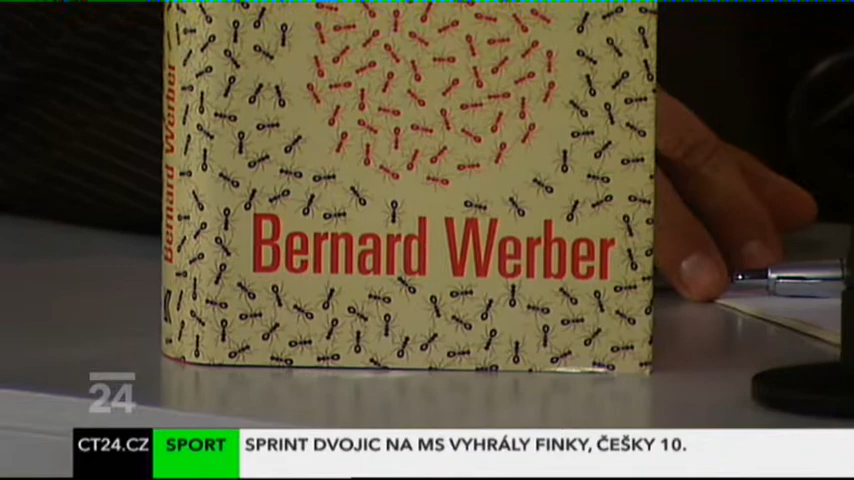 Bernard Werber
Bernard Werber
24
CT24.CZ SPORT SPRINT DVOJIC NA MS VYHRÁLY FINKY, ČEŠKY 10.